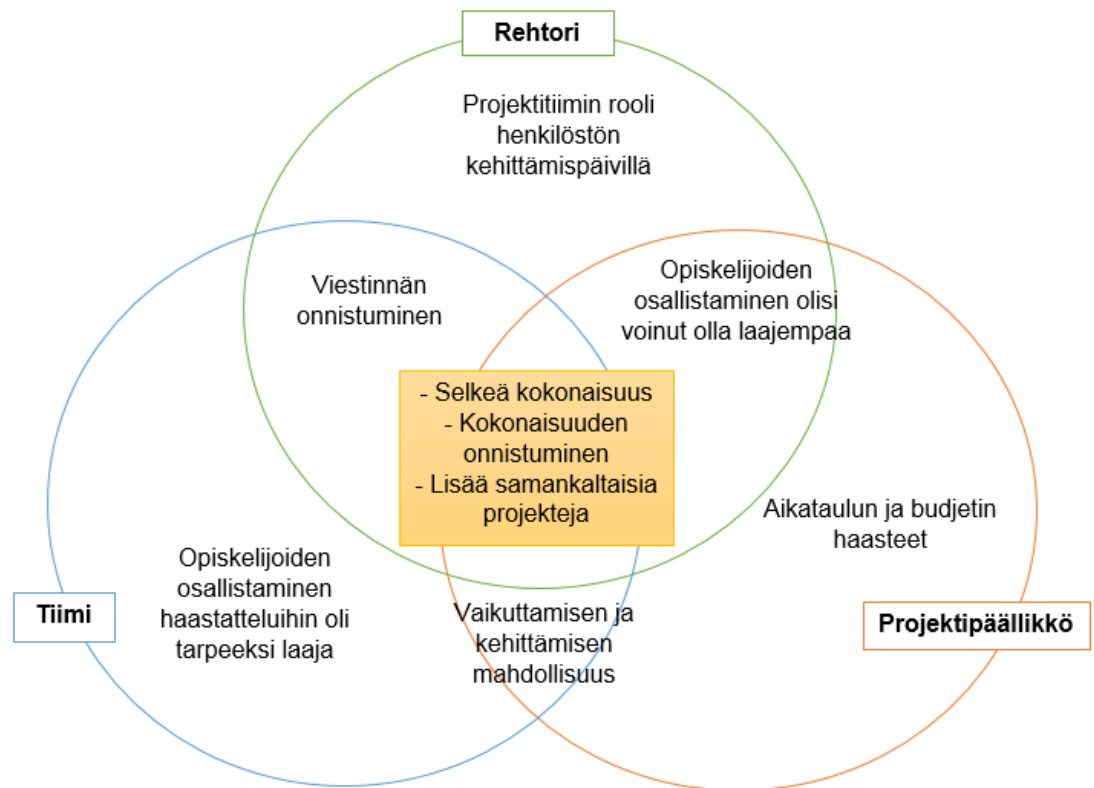 Rehtori
Projektitiimin rooli
henkilöstön
kehittämispäivillä
Viestinnän
onnistuminen
Opiskelijoiden
osallistaminen olisi
voinut olla laajempaa
- Selkeä kokonaisuus
- Kokonaisuuden
onnistuminen
- Lisää samankaltaisia
projekteja
Aikataulun ja budjetin
haasteet
Opiskelijoiden
osallistaminen
haastatteluihin oli
tarpeeksi laaja
Tiimi
Vaikuttamisen ja
kehittämisen
mahdollisuus
Projektipäällikkö